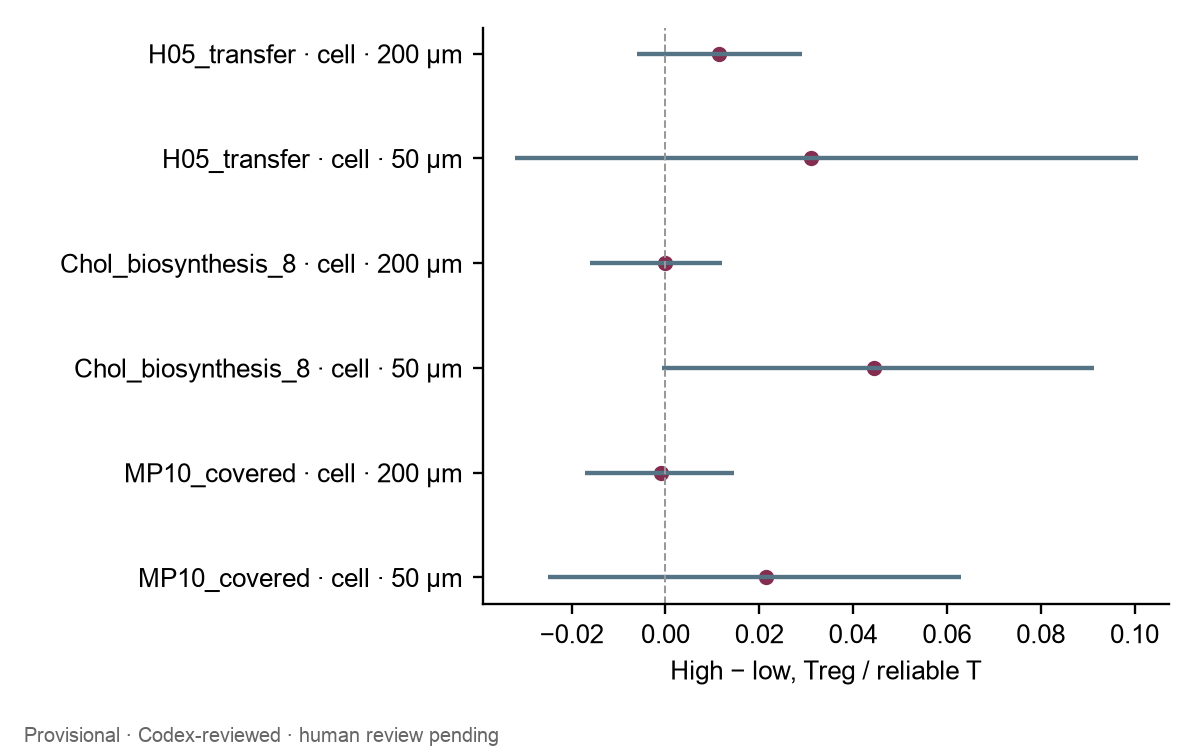 H05_transfer · cell · 200 µm
H05_transfer · cell · 50 µm
Chol_biosynthesis_8 · cell · 200 µm
Chol_biosynthesis_8 · cell · 50 µm
MP10_covered · cell · 200 µm
MP10_covered · cell · 50 µm
−0.02 0.00 0.02 0.04 0.06 0.08 0.10
High − low, Treg / reliable T
Provisional · Codex-reviewed · human review pending